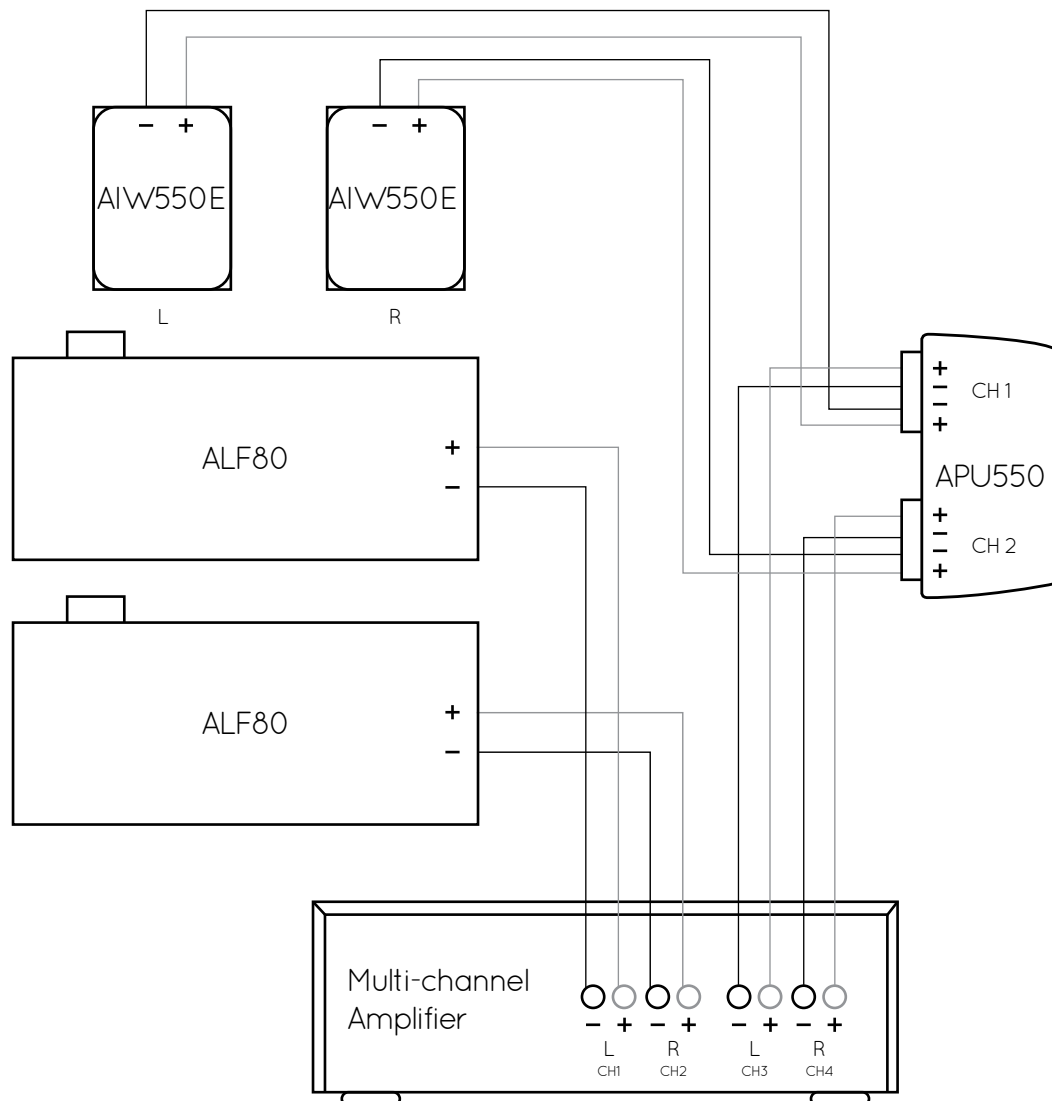 − +
− +
AIW550E
AIW550E
L
R
+
−
−
+
CH 1
ALF80
+
−
APU550
+
−
−
+
CH 2
ALF80
+
−
Multi-channel
Amplifier
− + − + − + − +
L R L R
CH1 CH2 CH3 CH4